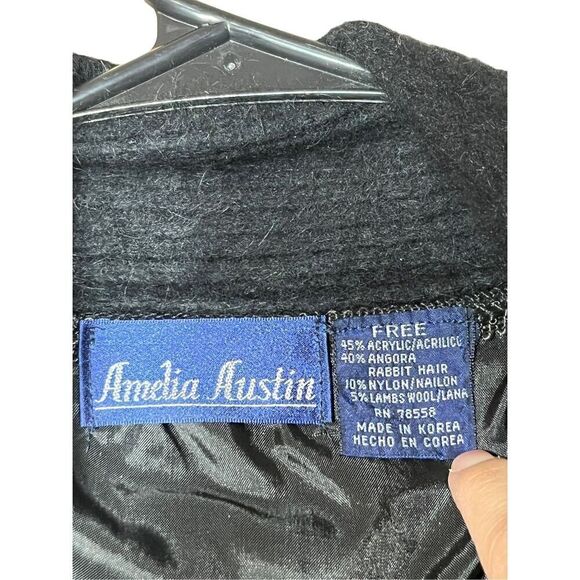 Amelia Austin
FREE
45% ACRYLIC/ACRILICO
40% ANGORA
RABBIT HAIR
10% NYLON/NAILON
5% LAMBS WOOL/LANA
RN 78558
MADE IN KOREA
HECHO EN COREA